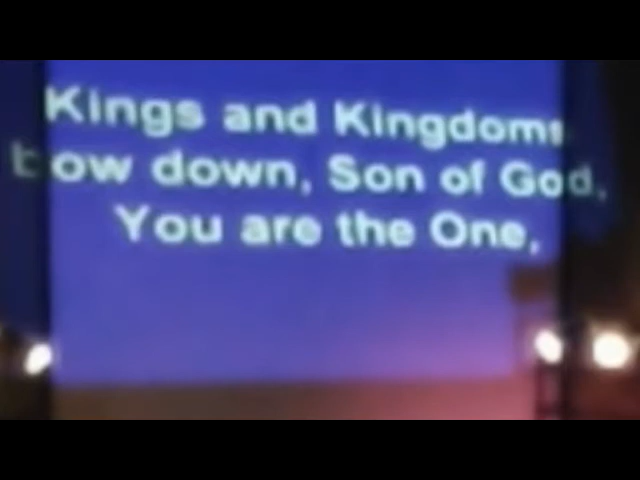 Kings and Kingdoms
bow down, Son of God,
You are the One,